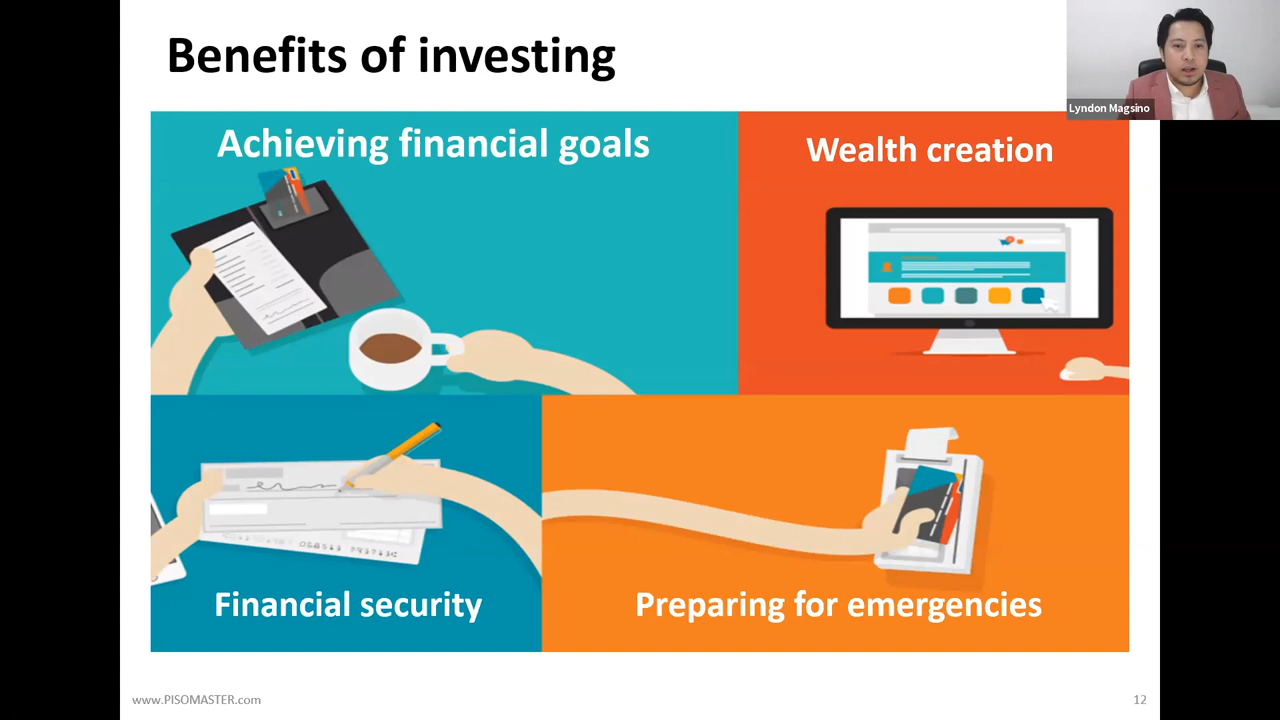 Benefits of investing
Lyndon Magsino
Achieving financial goals
Wealth creation
Financial security
Preparing for emergencies
www.PISOMASTER.com
12